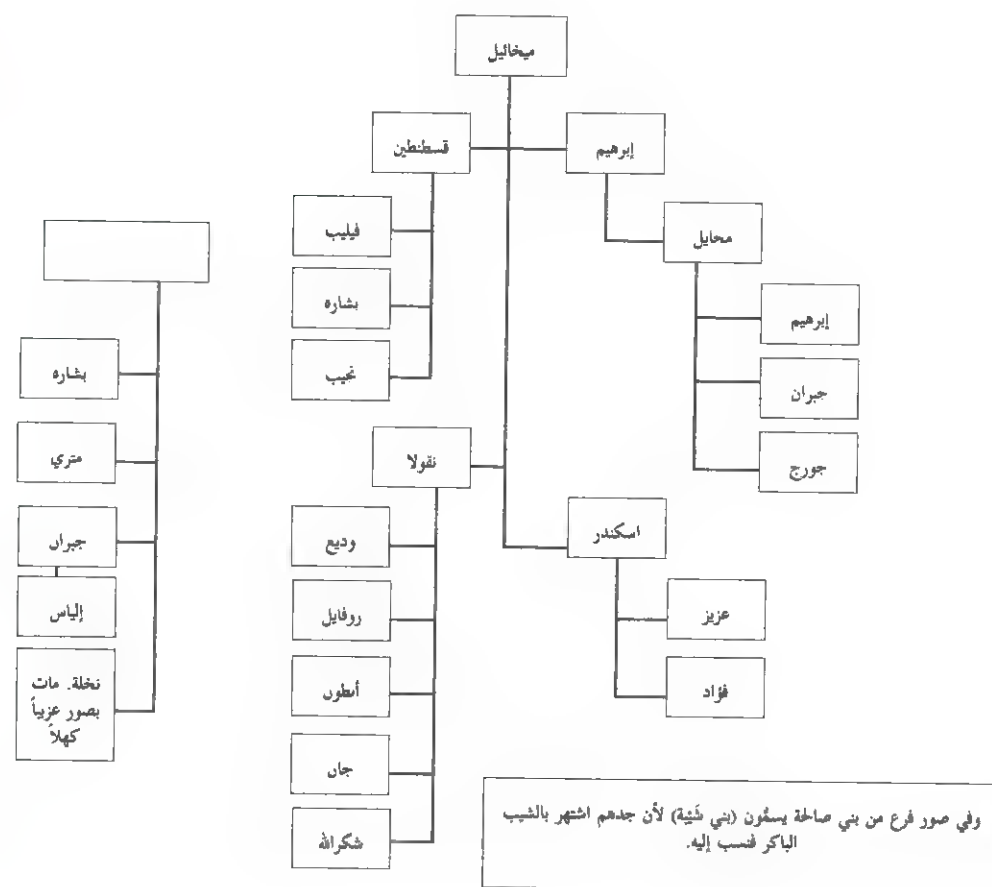 ميخائيل
إبرهيم
قسطنطين
محايل
فيليب
إبرهيم
بشاره
جبران
نجيب
جورج
بشاره
متري
جبران
إلياس
نخلة. مات
بصور عزيباً
كهلاً
نقولا
اسكندر
وديع
عزيز
روفايل
فؤاد
أنطون
جان
شكرالله
وفي صور فرع من بني صالحة يسمُّون (بني شَيْبة) لأن جدهم اشتهر بالشيب
الباكر فنسب إليه.